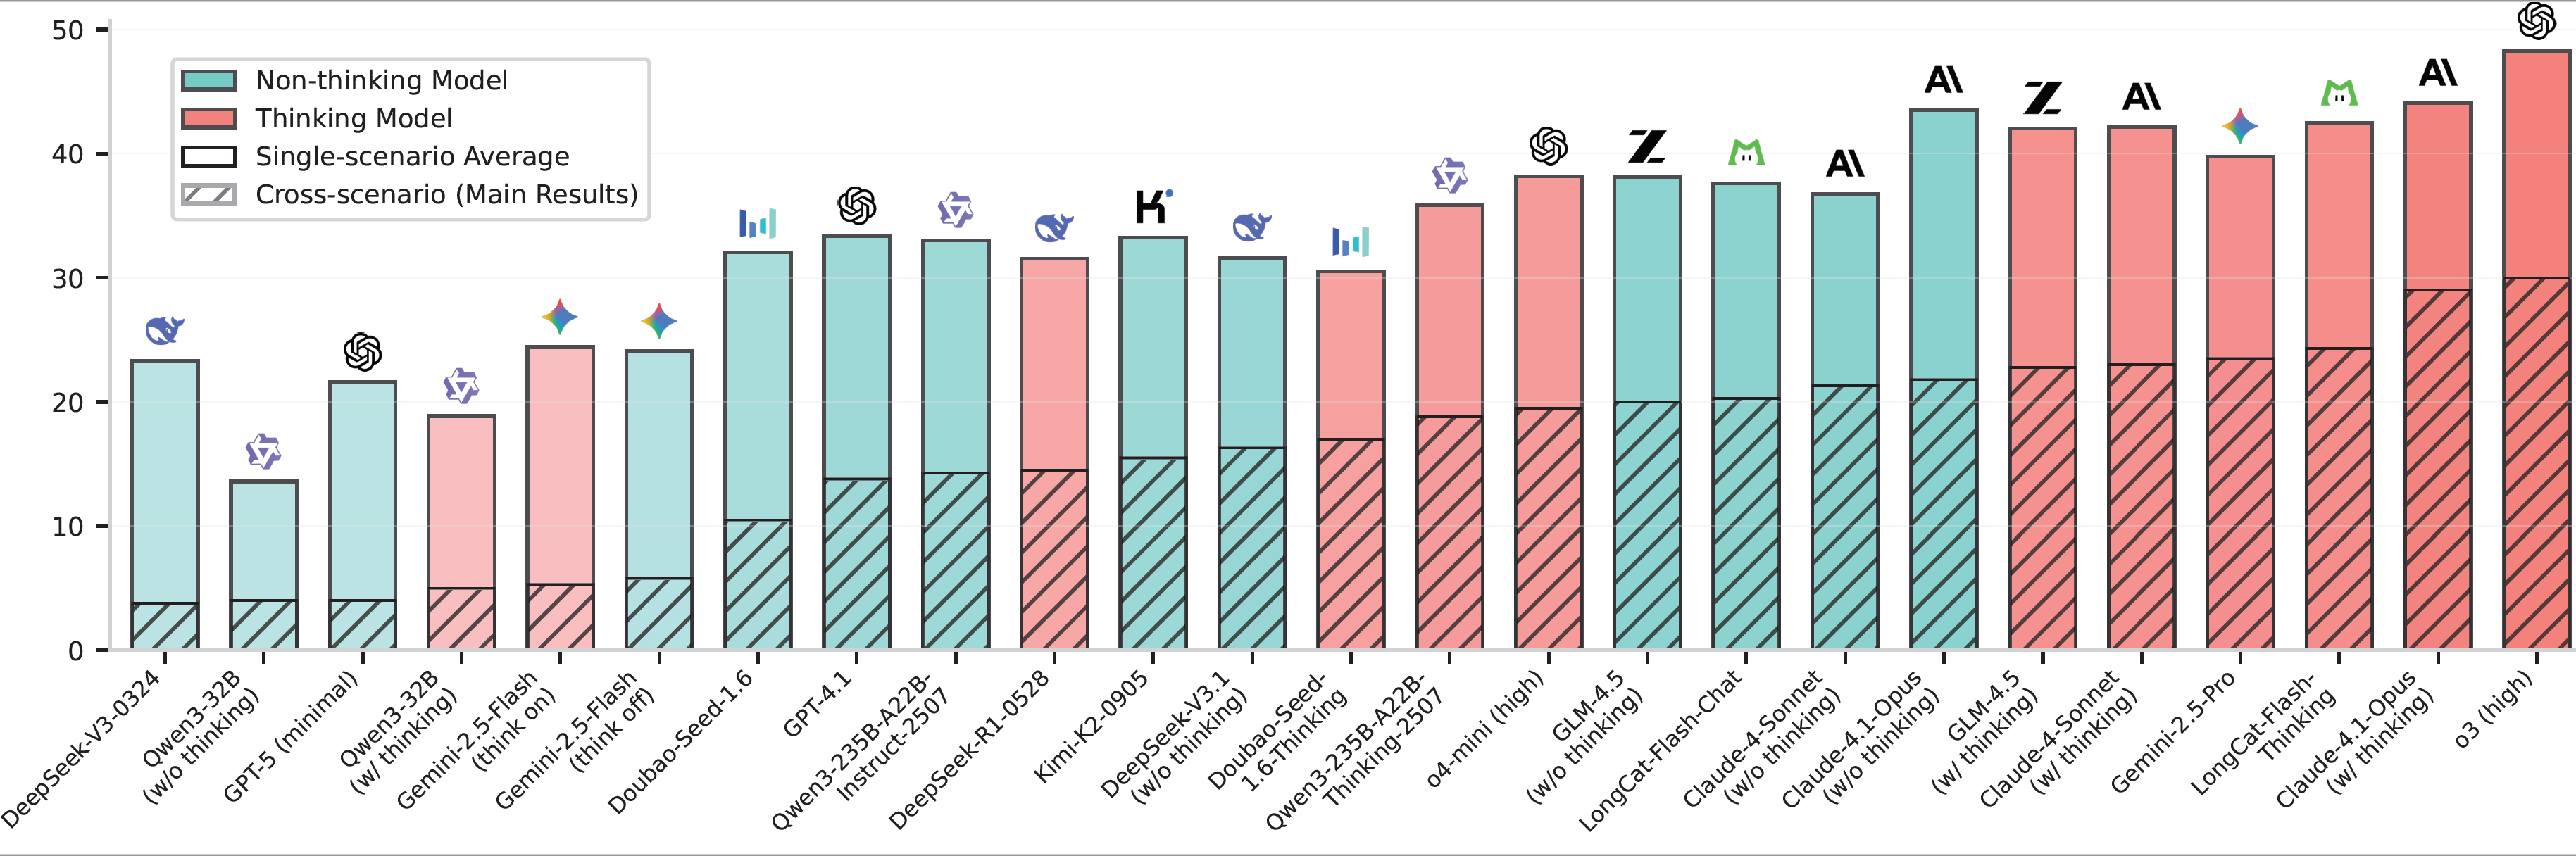 50
40
30
20
10
0
Non-thinking Model
Thinking Model
Single-scenario Average
Cross-scenario (Main Results)
DeepSeek-V3-0324
Qwen3-32B
(w/o thinking)
GPT-5 (minimal)
Qwen3-32B
(w/ thinking)
Gemini-2.5-Flash
(think on)
Gemini-2.5-Flash
(think off)
Doubao-Seed-1.6
GPT-4.1
Qwen3-235B-A22B-
Instruct-2507
DeepSeek-R1-0528
Kimi-K2-0905
DeepSeek-V3.1
(w/o thinking)
Doubao-Seed-
1.6-Thinking
Qwen3-235B-A22B-
Thinking-2507
o4-mini (high)
GLM-4.5
(w/o thinking)
LongCat-Flash-Chat
Claude-4-Sonnet
(w/o thinking)
Claude-4.1-Opus
(w/o thinking)
GLM-4.5
(w/ thinking)
Claude-4-Sonnet
(w/ thinking)
Gemini-2.5-Pro
LongCat-Flash-
Thinking
Claude-4.1-Opus
(w/ thinking)
o3 (high)